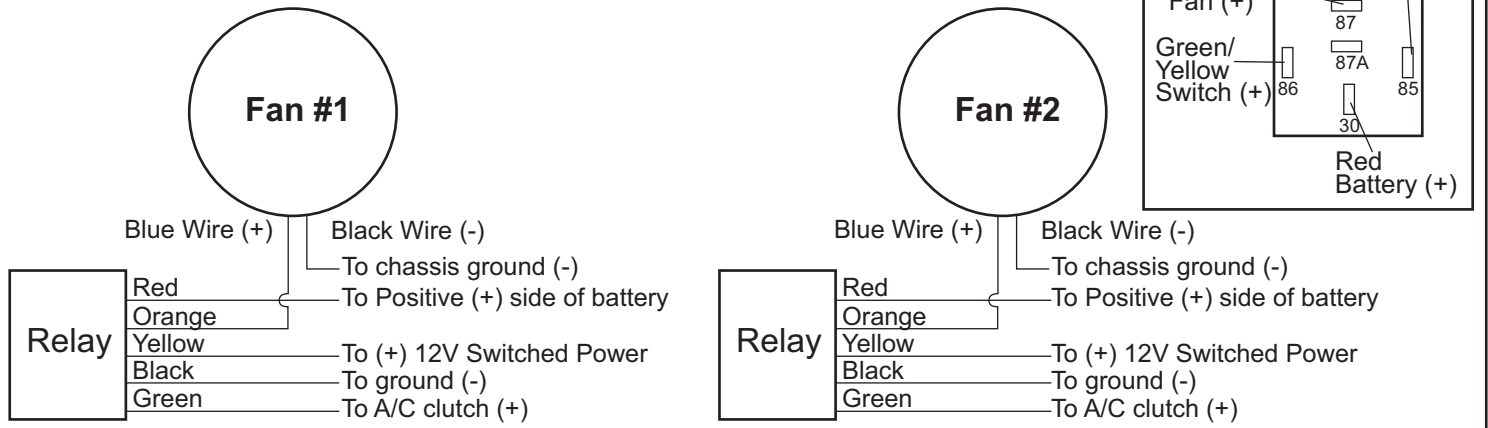 Fan #1
Blue Wire (+)
Black Wire (-)
To chassis ground (-)
Relay
Red
To Positive (+) side of battery
Orange
Yellow
To (+) 12V Switched Power
Black
To ground (-)
Green
To A/C clutch (+)
Fan #2
Blue Wire (+)
Black Wire (-)
To chassis ground (-)
Relay
Red
To Positive (+) side of battery
Orange
Yellow
To (+) 12V Switched Power
Black
To ground (-)
Green
To A/C clutch (+)
Fan (+)
87
Green/
Yellow
Switch (+)
87A
86
85
30
Red
Battery (+)